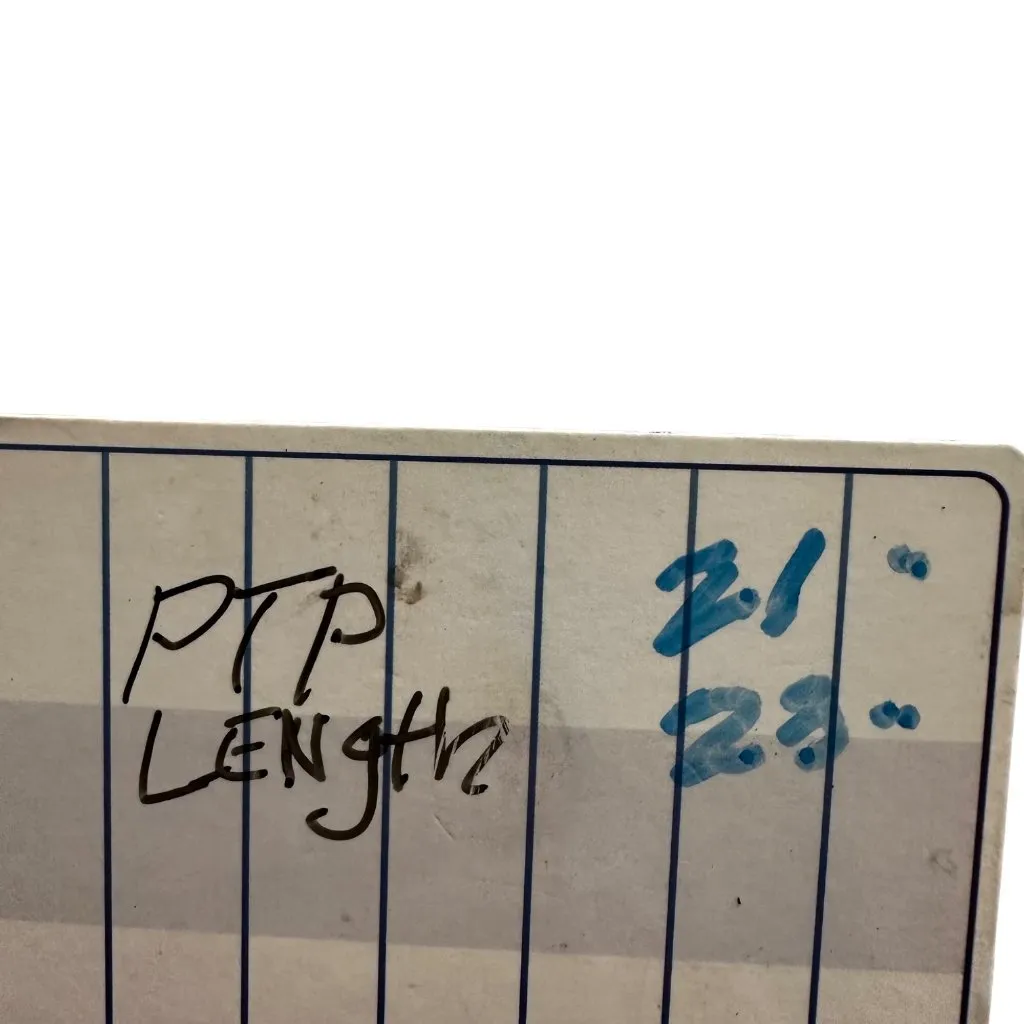 PTP 21"
LENgth 23"